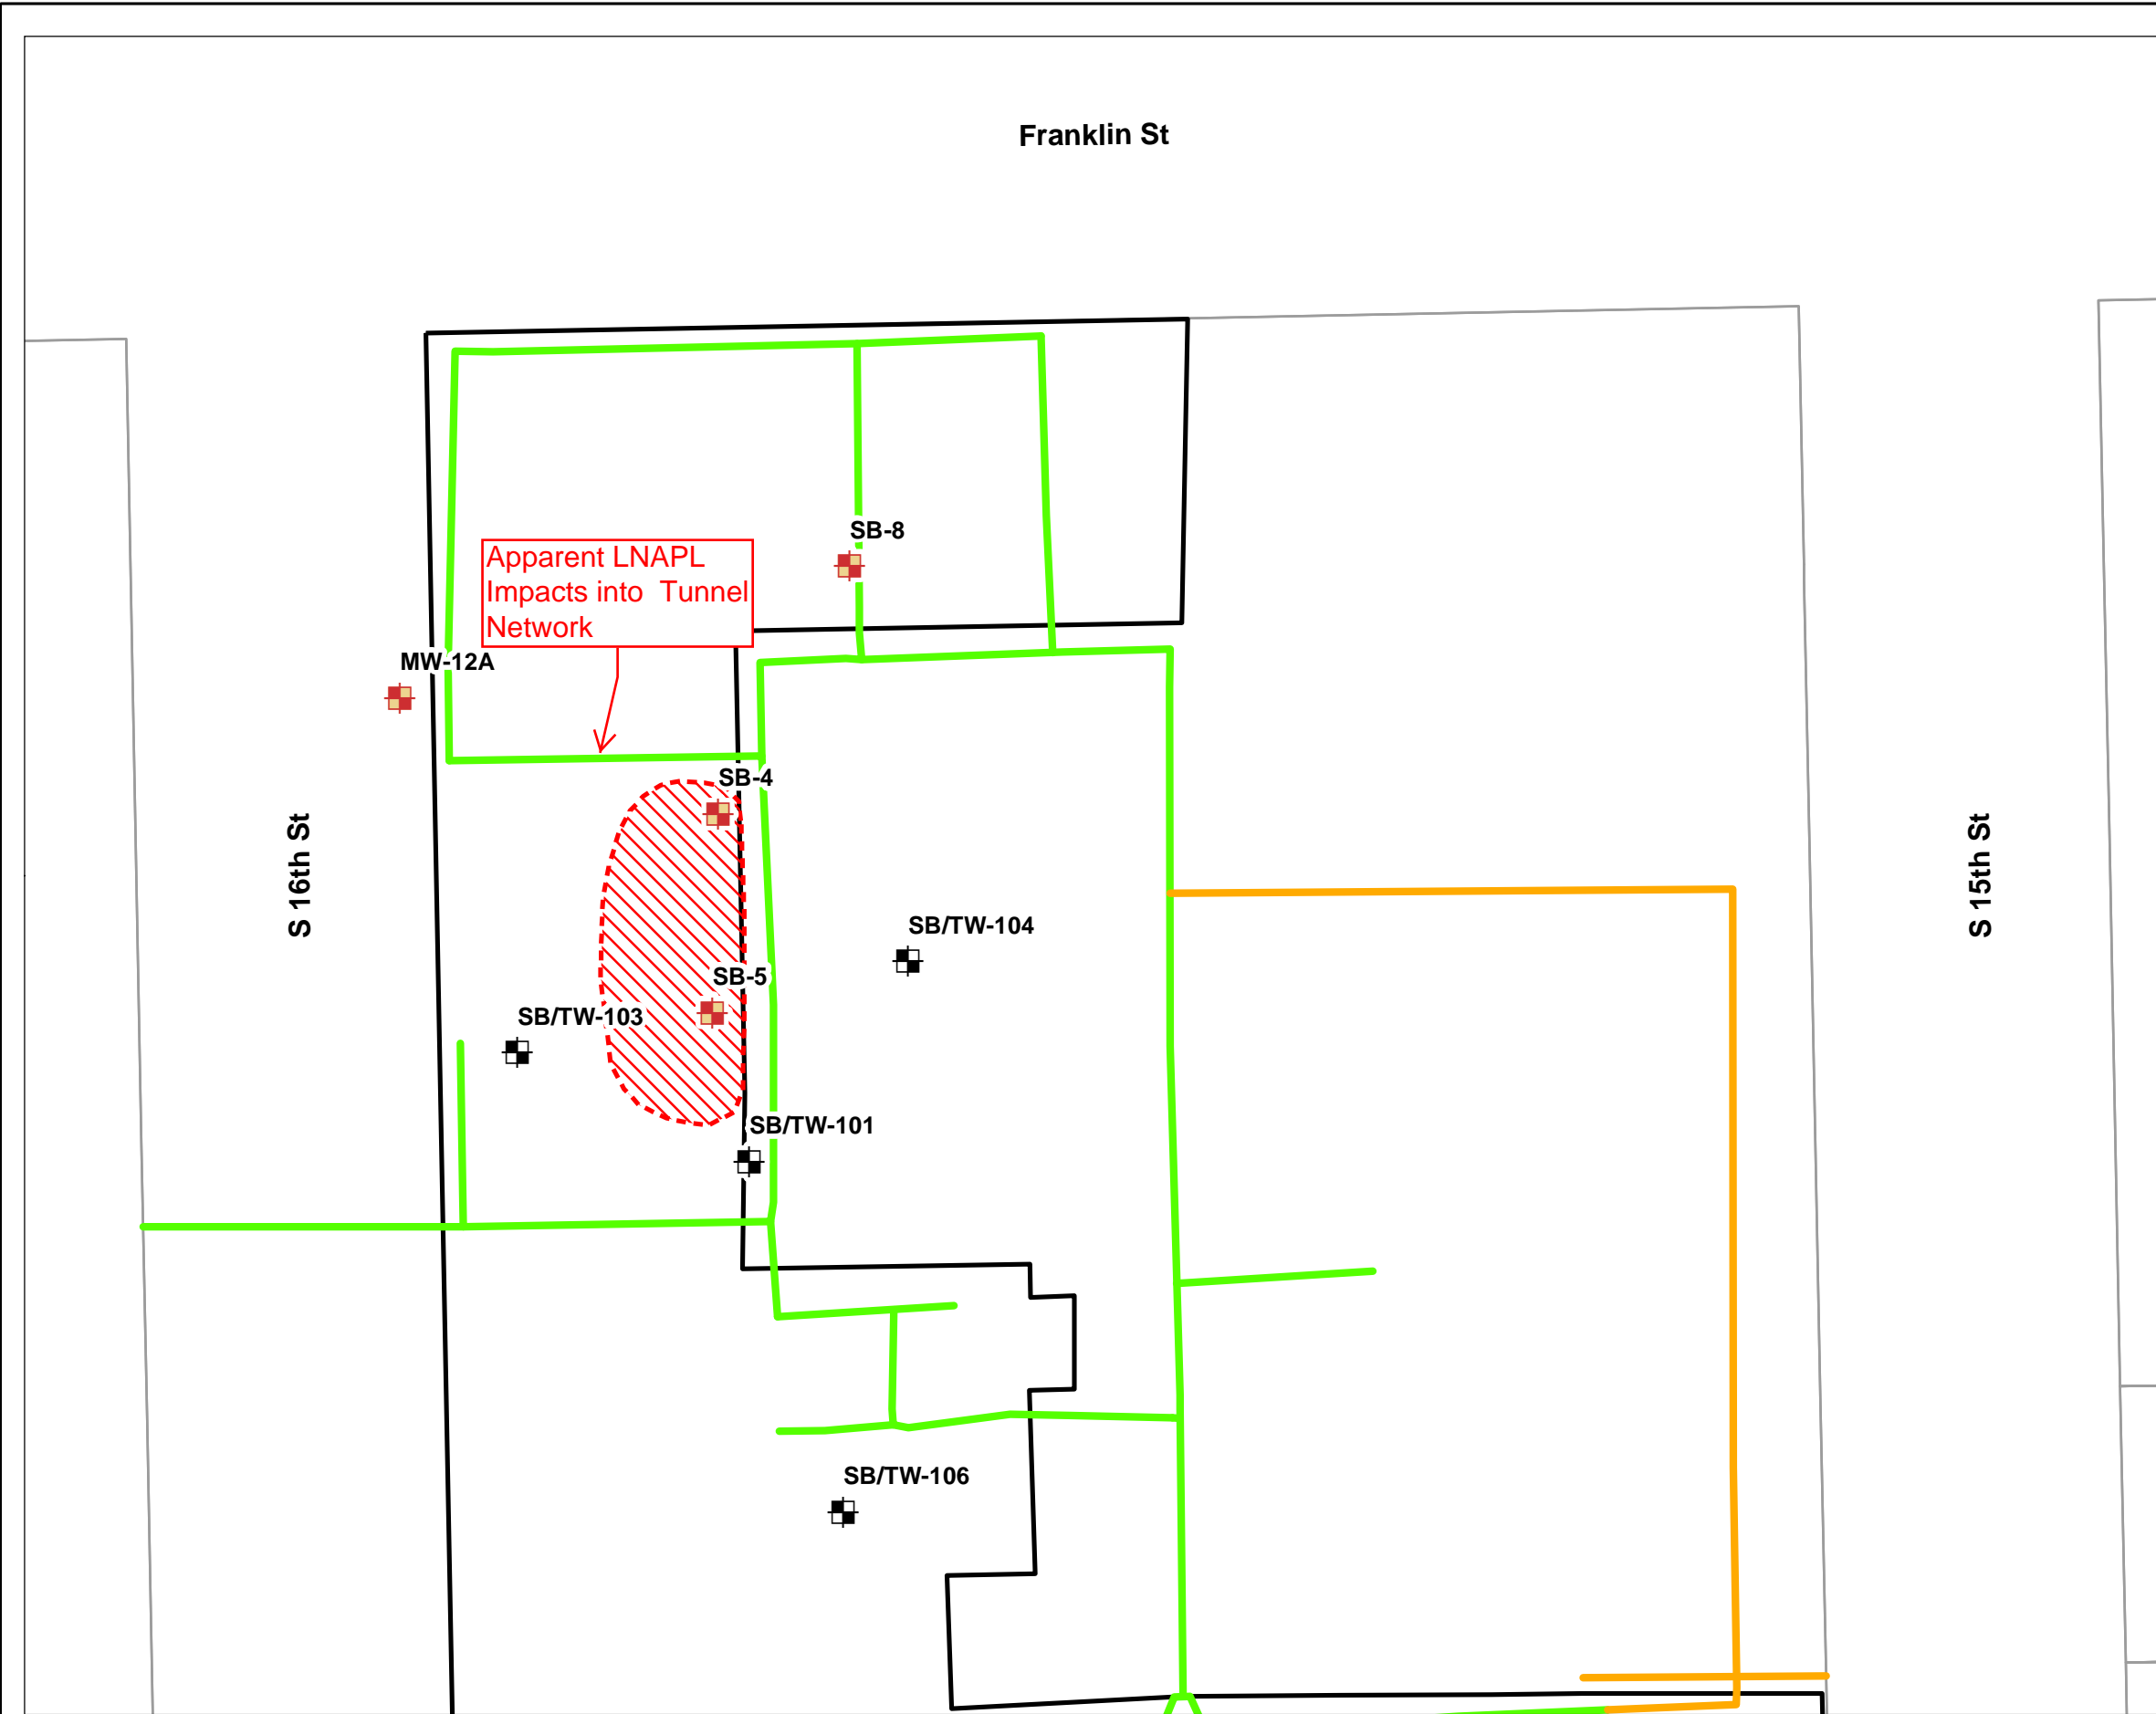 Franklin St
SB-8
Apparent LNAPL
Impacts into  Tunnel
Network
MW-12A
SB-4
S 16th St
S 15th St
SB/TW-104
SB-5
SB/TW-103
SB/TW-101
SB/TW-106